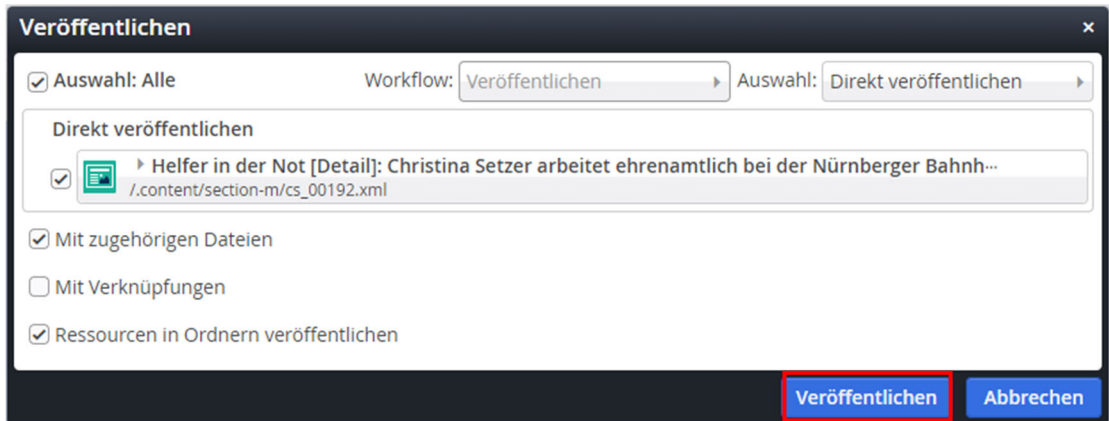 Veröffentlichen ×
Auswahl: Alle Workflow: Veröffentlichen Auswahl: Direkt veröffentlichen
Direkt veröffentlichen
Helfer in der Not [Detail]: Christina Setzer arbeitet ehrenamtlich bei der Nürnberger Bahnh···
/.content/section-m/cs_00192.xml
Mit zugehörigen Dateien
Mit Verknüpfungen
Ressourcen in Ordnern veröffentlichen
Veröffentlichen Abbrechen